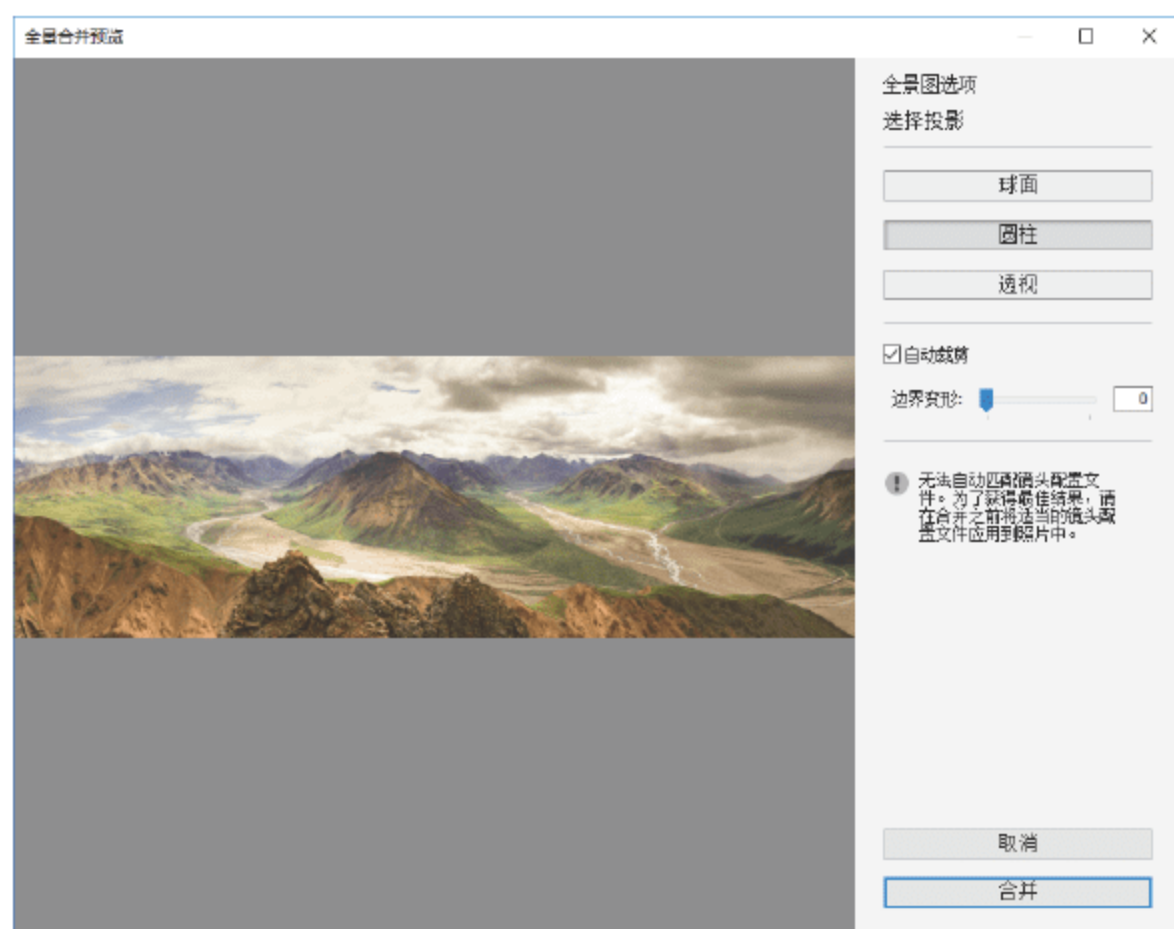 全景合并预览
全景图选项
选择投影
球面
圆柱
透视
自动裁剪
边界变形:
0
无法自动匹配镜头配置文
件。为了获得最佳结果，请
在合并之前将适当的镜头配
置文件应用到照片中。
取消
合并